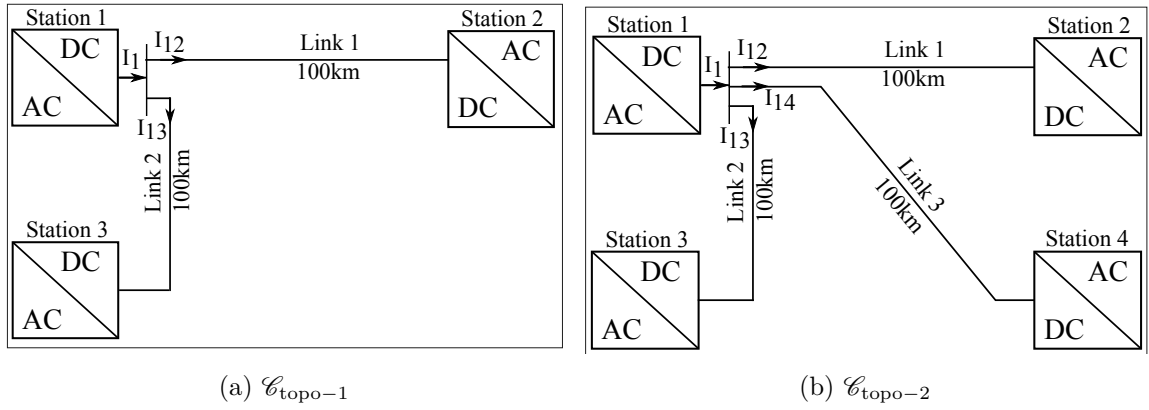 Station 1
DC
AC
I1
I12
I13
Link 1
100km
Station 2
AC
DC
Link 2
100km
Station 3
DC
AC
(a) 𝒞topo−1
Station 1
DC
AC
I1
I12
I14
I13
Link 1
100km
Station 2
AC
DC
Link 2
100km
Link 3
100km
Station 3
DC
AC
Station 4
AC
DC
(b) 𝒞topo−2